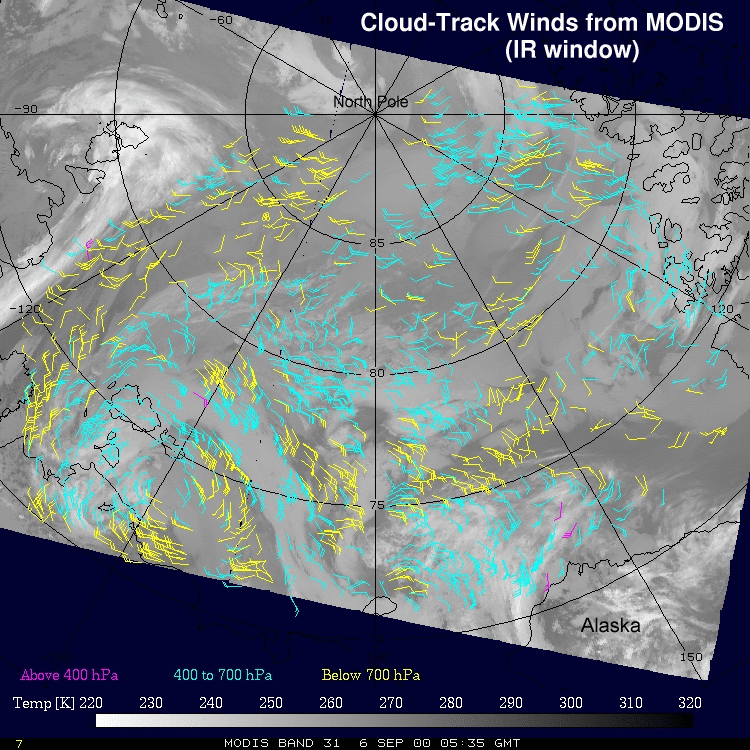 -60
Cloud-Track Winds from MODIS
(IR window)
-90
North Pole
85
-120
120
80
75
Alaska
150
Above 400 hPa 400 to 700 hPa Below 700 hPa
Temp [K] 220 230 240 250 260 270 280 290 300 310 320
7 MODIS BAND 31 6 SEP 00 05:35 GMT